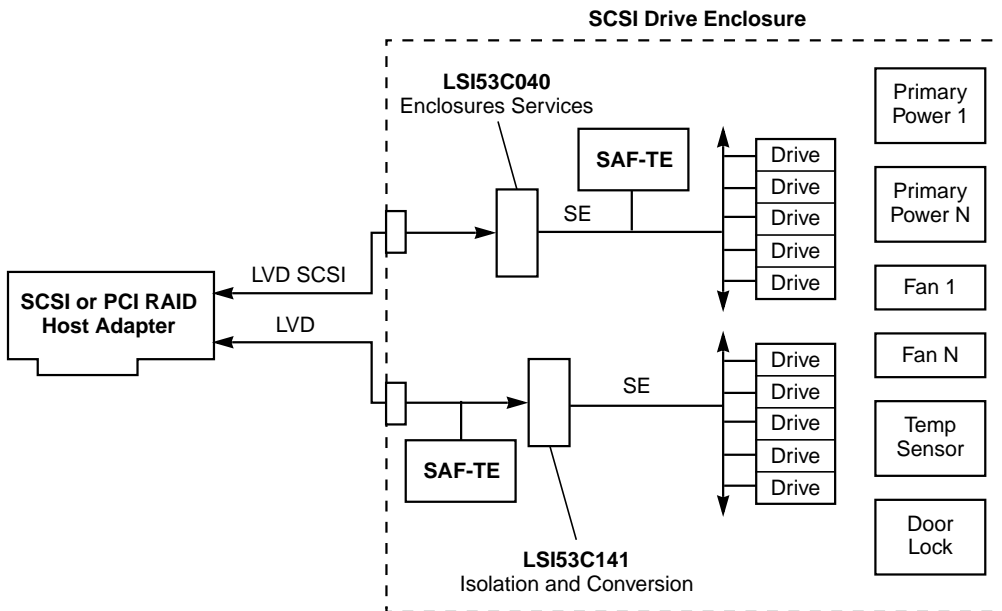 SCSI Drive Enclosure
LSI53C040
Enclosures Services
SAF-TE
SE
Drive
Drive
Drive
Drive
Drive
LVD SCSI
SCSI or PCI RAID
Host Adapter
LVD
SAF-TE
SE
Drive
Drive
Drive
Drive
Drive
LSI53C141
Isolation and Conversion
Primary
Power 1
Primary
Power N
Fan 1
Fan N
Temp
Sensor
Door
Lock